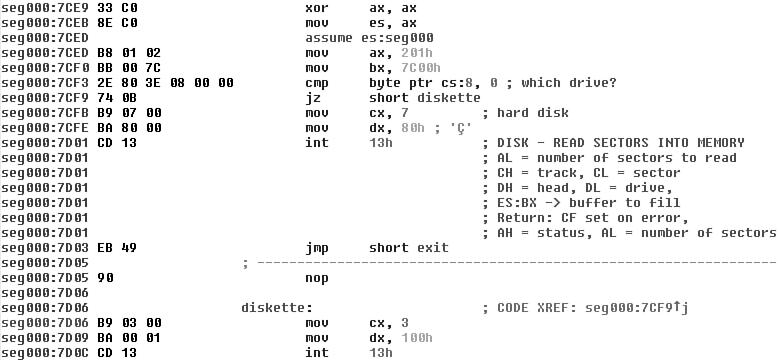 seg000:7CE9 33 C0 xor ax, ax
seg000:7CEB 8E C0 mov es, ax
seg000:7CED assume es:seg000
seg000:7CED B8 01 02 mov ax, 201h
seg000:7CF0 BB 00 7C mov bx, 7C00h
seg000:7CF3 2E 80 3E 08 00 00 cmp byte ptr cs:8, 0 ; which drive?
seg000:7CF9 74 0B jz short diskette
seg000:7CFB B9 07 00 mov cx, 7 ; hard disk
seg000:7CFE BA 80 00 mov dx, 80h ; 'Ç'
seg000:7D01 CD 13 int 13h ; DISK - READ SECTORS INTO MEMORY
seg000:7D01 ; AL = number of sectors to read
seg000:7D01 ; CH = track, CL = sector
seg000:7D01 ; DH = head, DL = drive,
seg000:7D01 ; ES:BX -> buffer to fill
seg000:7D01 ; Return: CF set on error,
seg000:7D01 ; AH = status, AL = number of sectors
seg000:7D03 EB 49 jmp short exit
seg000:7D05 ; ---------------------------------------------------------------
seg000:7D05 90 nop
seg000:7D06
seg000:7D06 diskette: ; CODE XREF: seg000:7CF9↑j
seg000:7D06 B9 03 00 mov cx, 3
seg000:7D09 BA 00 01 mov dx, 100h
seg000:7D0C CD 13 int 13h